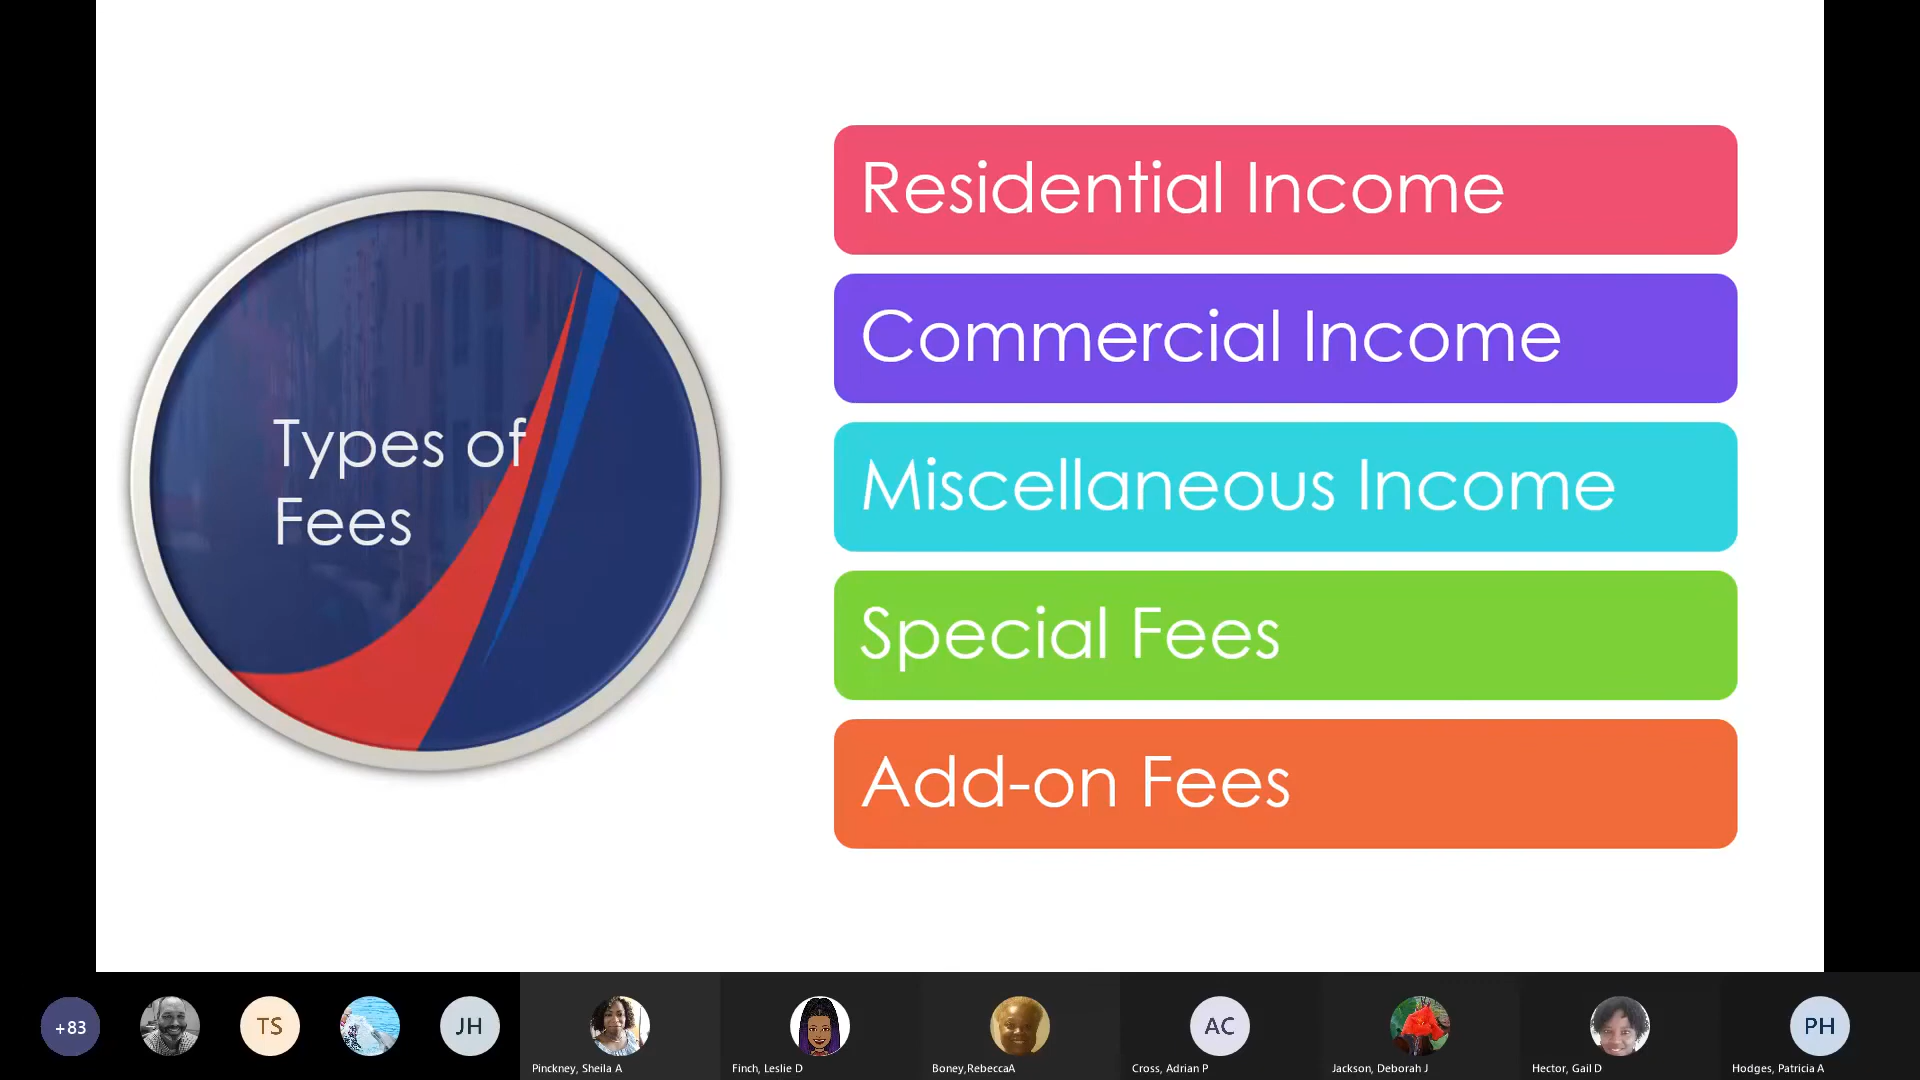 Types of
Fees
Residential Income
Commercial Income
Miscellaneous Income
Special Fees
Add-on Fees
+83
TS
JH
Pinckney, Sheila A
Finch, Leslie D
Boney,RebeccaA
AC
Cross, Adrian P
Jackson, Deborah J
Hector, Gail D
PH
Hodges, Patricia A